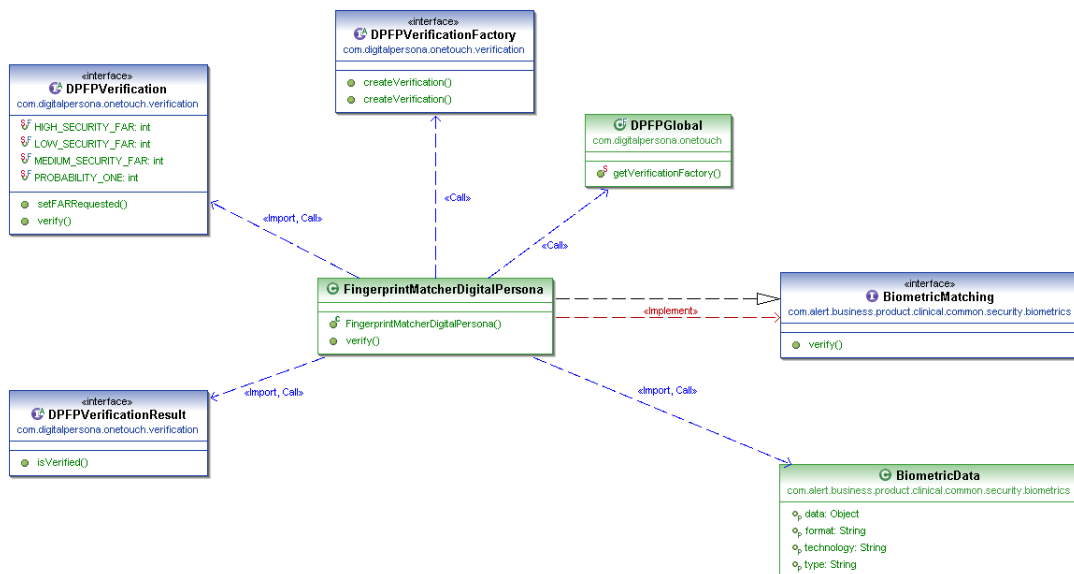 «interface»
DPFPVerificationFactory
com.digitalpersona.onetouch.verification
createVerification()
createVerification()
«interface»
DPFPVerification
com.digitalpersona.onetouch.verification
HIGH_SECURITY_FAR: int
LOW_SECURITY_FAR: int
MEDIUM_SECURITY_FAR: int
PROBABILITY_ONE: int
setFARRequested()
verify()
DPFPGlobal
com.digitalpersona.onetouch
getVerificationFactory()
«Call»
«Import, Call»
«Call»
FingerprintMatcherDigitalPersona
FingerprintMatcherDigitalPersona()
verify()
«interface»
BiometricMatching
com.alert.business.product.clinical.common.security.biometrics
verify()
«Implement»
«Import, Call»
«Import, Call»
«interface»
DPFPVerificationResult
com.digitalpersona.onetouch.verification
isVerified()
BiometricData
com.alert.business.product.clinical.common.security.biometrics
data: Object
format: String
technology: String
type: String